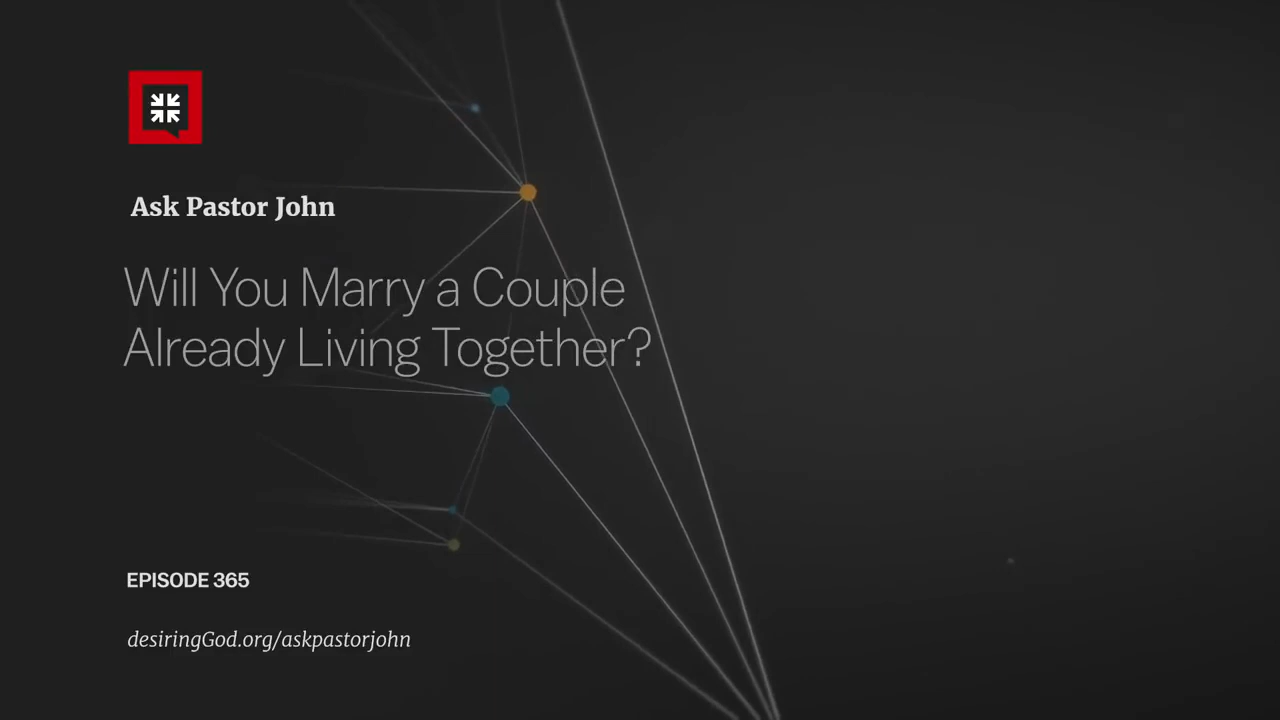 Ask Pastor John
Will You Marry a Couple
Already Living Together?
EPISODE 365
desiringGod.org/askpastorjohn